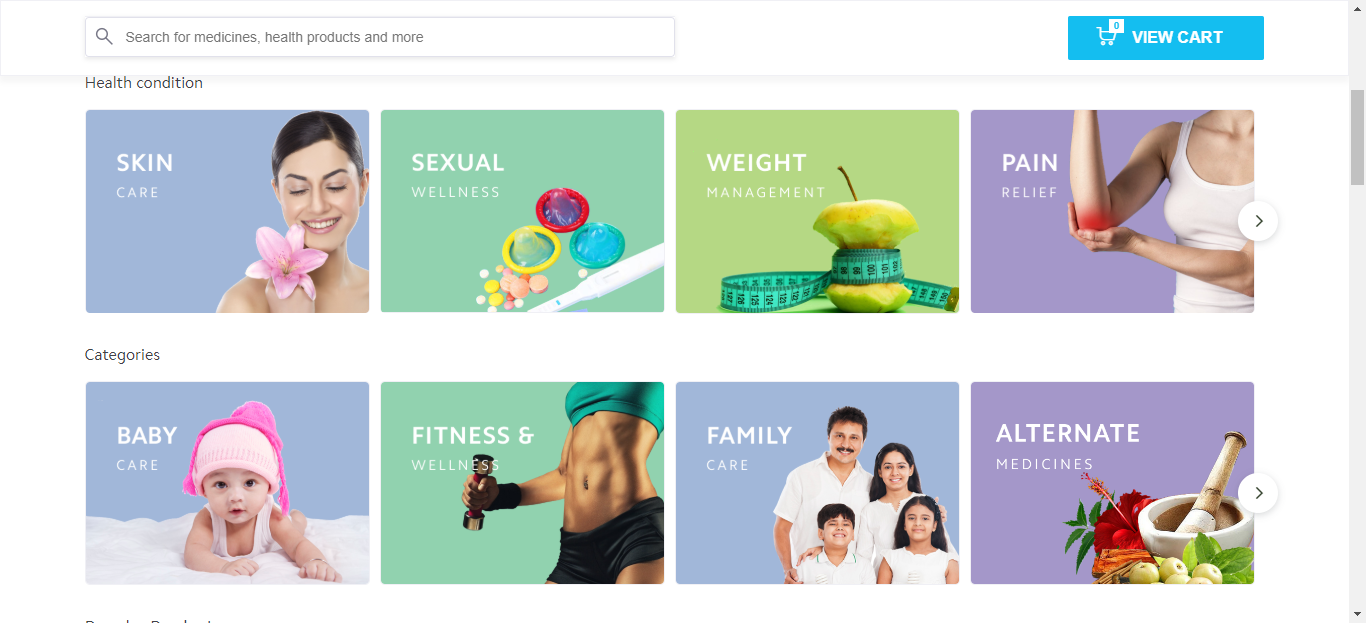 Search for medicines, health products and more
0
VIEW CART
Health condition
SKIN
CARE
SEXUAL
WELLNESS
WEIGHT
MANAGEMENT
PAIN
RELIEF
Categories
BABY
CARE
FITNESS &
WELLNESS
FAMILY
CARE
ALTERNATE
MEDICINES